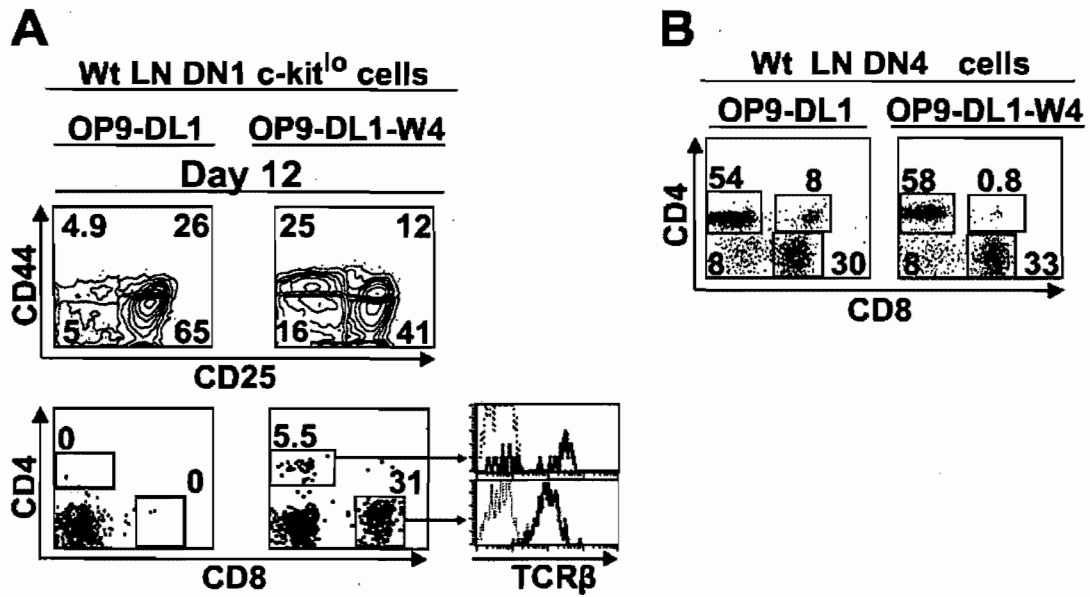 A
Wt LN DN1 c-kitlo cells
OP9-DL1 OP9-DL1-W4
Day 12
CD44
4.9 26
5 65
25 12
16 41
CD25
CD4
0
0
5.5
31
CD8
TCRβ
B
Wt LN DN4 cells
OP9-DL1 OP9-DL1-W4
CD4
54 8
8 30
58 0.8
8 33
CD8